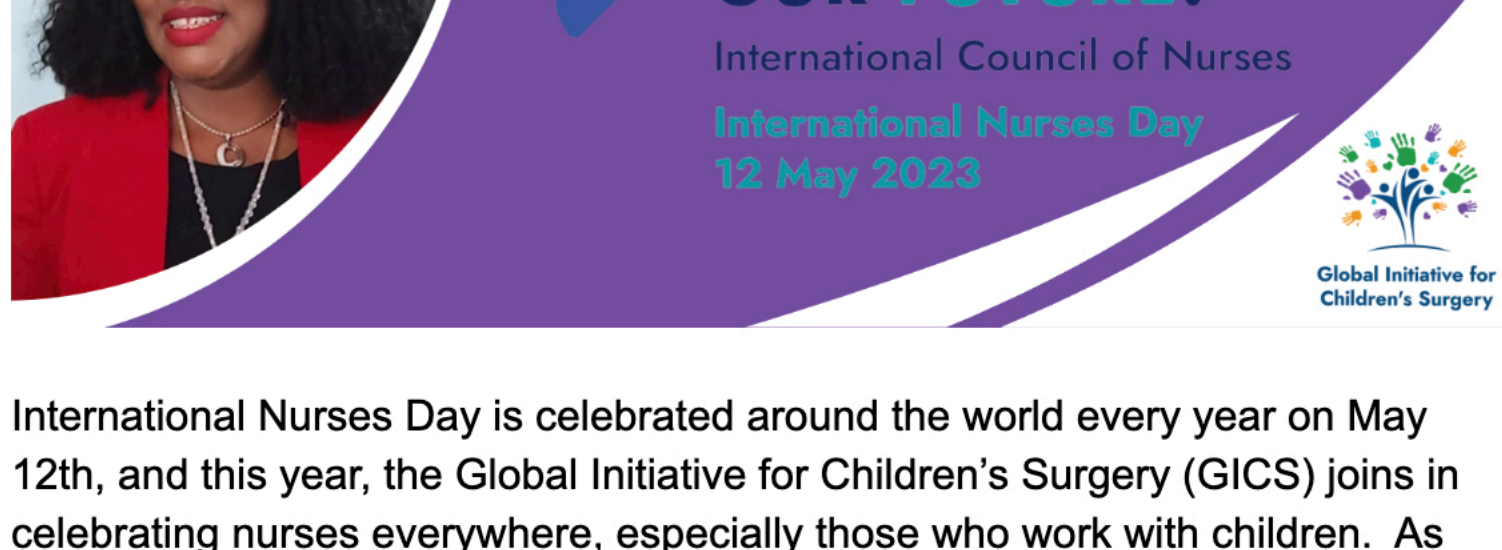 OUR FUTURE.
International Council of Nurses
International Nurses Day
12 May 2023
C
Global Initiative for
Children's Surgery
International Nurses Day is celebrated around the world every year on May
12th, and this year, the Global Initiative for Children’s Surgery (GICS) joins in
celebrating nurses everywhere, especially those who work with children.  As